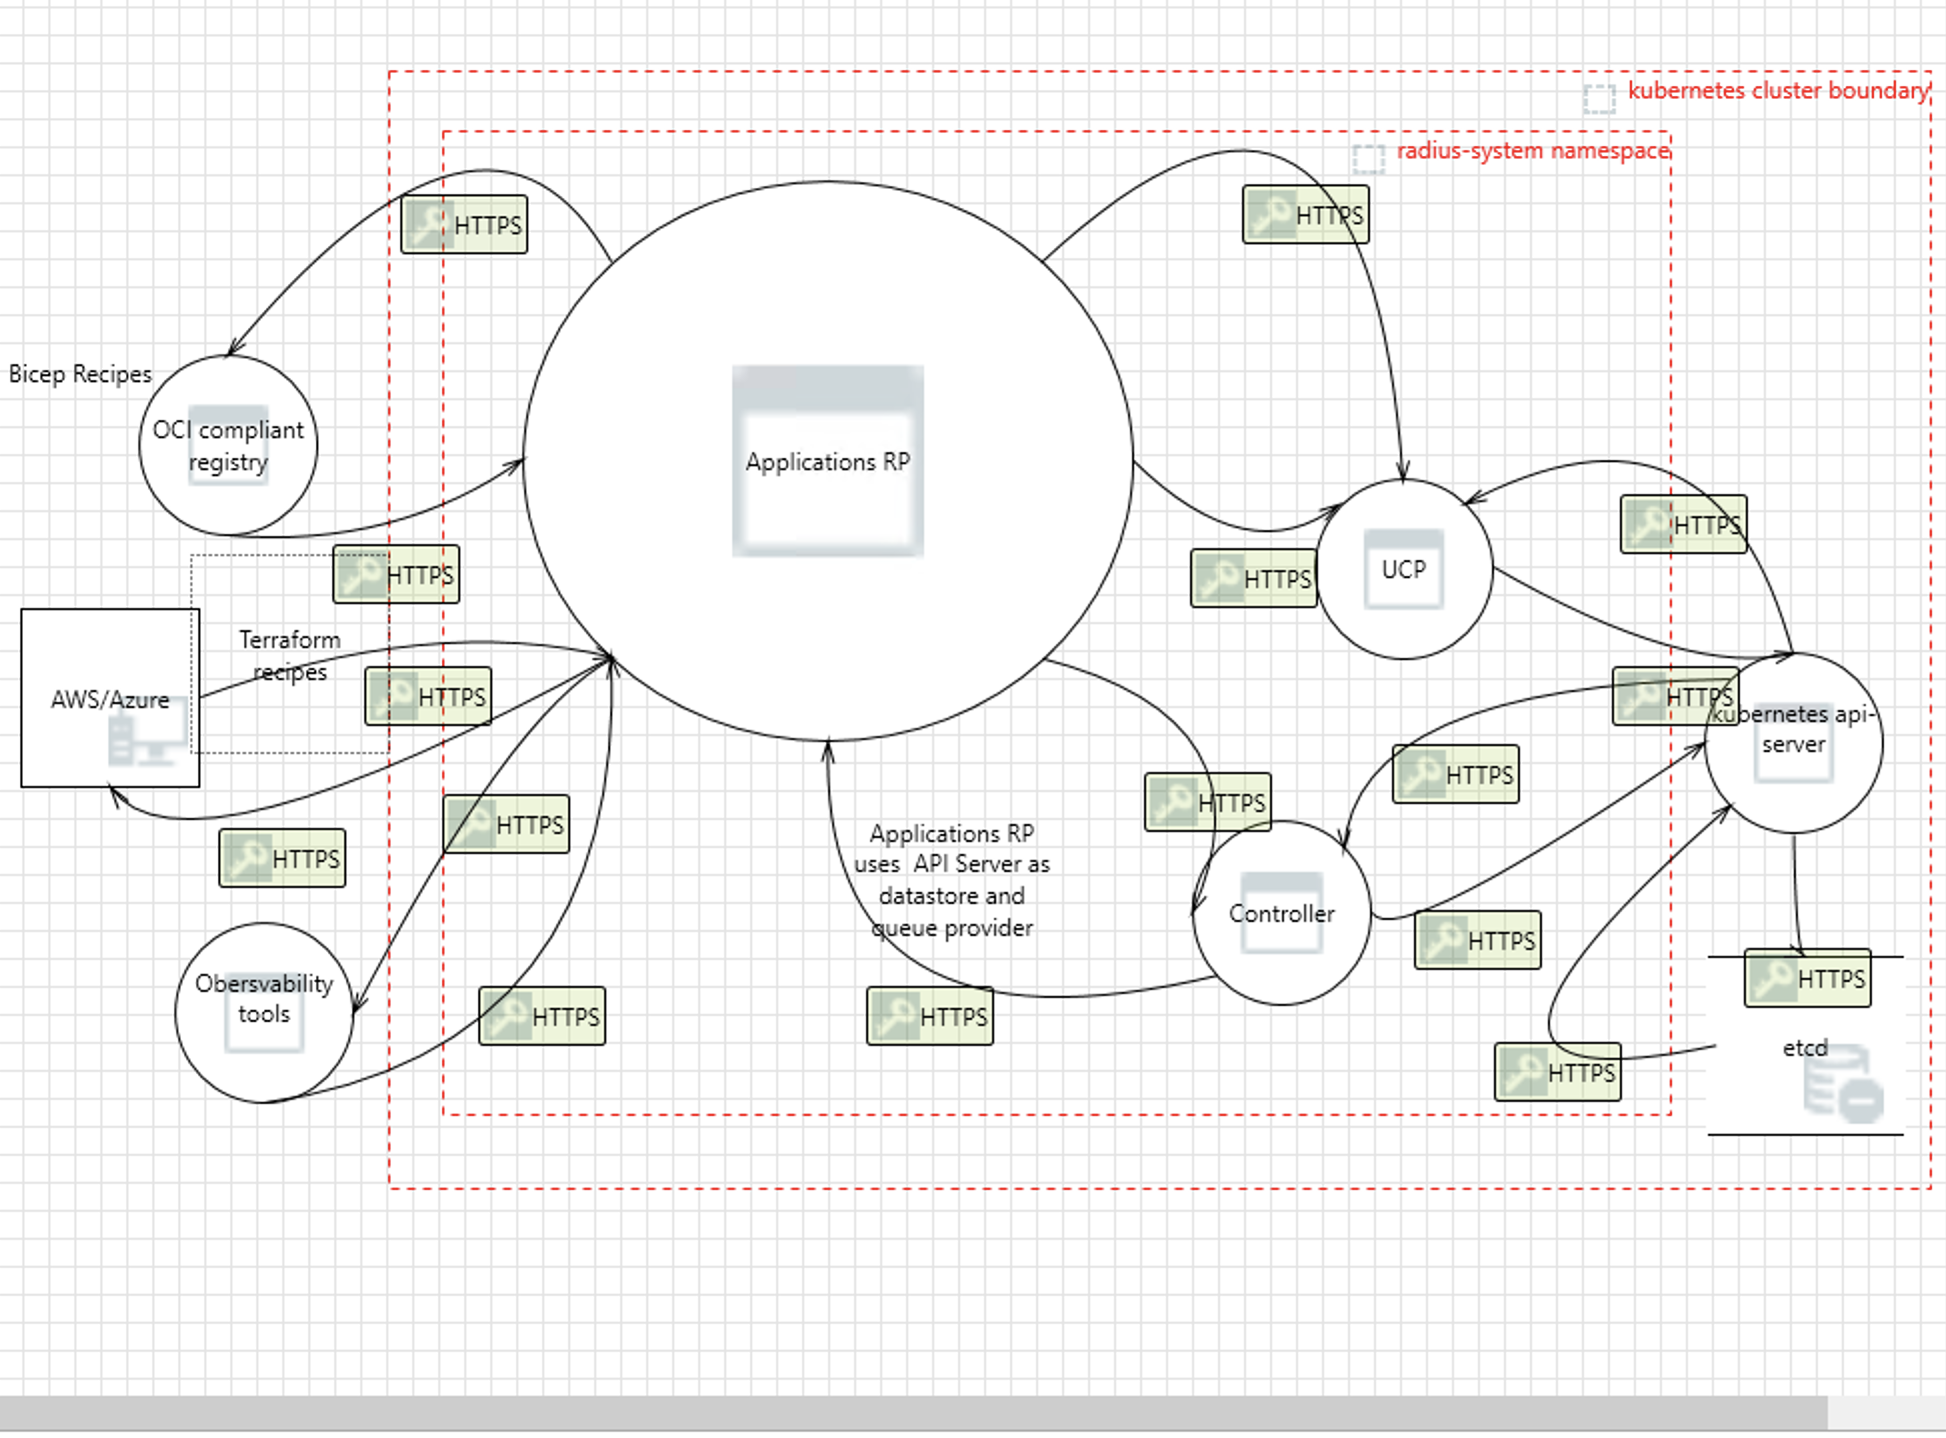 kubernetes cluster boundary
radius-system namespace
HTTPS
HTTPS
Bicep Recipes
OCI compliant
registry
Applications RP
HTTPS
UCP
HTTPS
HTTPS
Terraform
recipes
AWS/Azure
HTTPS
HTTPS
kubernetes api-
server
HTTPS
HTTPS
HTTPS
HTTPS
Applications RP
uses  API Server as
datastore and
queue provider
Controller
HTTPS
HTTPS
Obersvability
tools
HTTPS
HTTPS
HTTPS
etcd
HTTPS